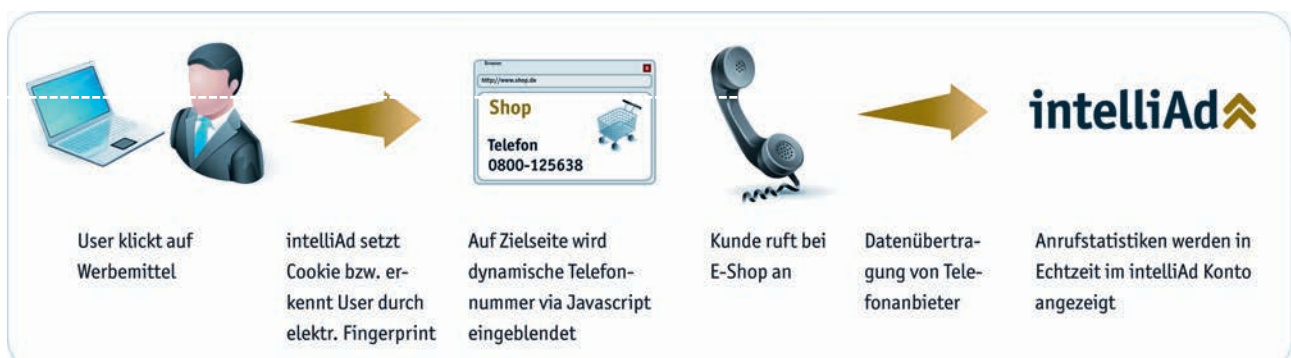 Browser
http://www.shop.de
Shop
Telefon
0800-125638
intelliAd
User klickt auf
Werbemittel
intelliAd setzt
Cookie bzw. er-
kennt User durch
elektr. Fingerprint
Auf Zielseite wird
dynamische Telefon-
nummer via Javascript
eingeblendet
Kunde ruft bei
E-Shop an
Datenübertra-
gung von Tele-
fonanbieter
Anrufstatistiken werden in
Echtzeit im intelliAd Konto
angezeigt